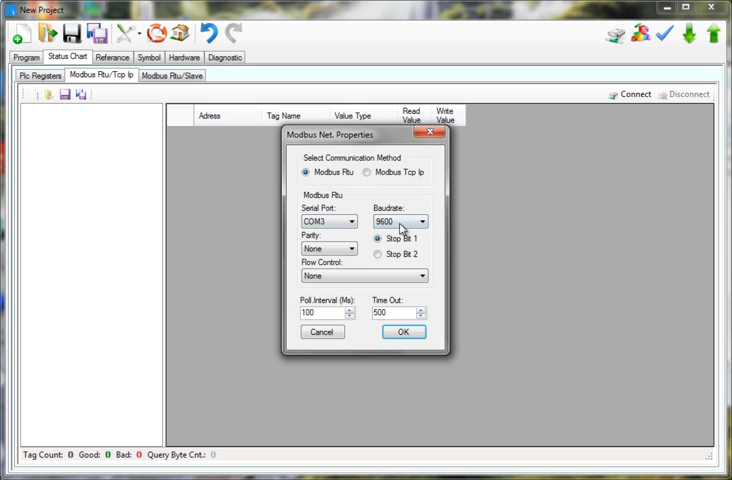 New Project
Program Status Chart Reference Symbol Hardware Diagnostic
Plc Registers Modbus Rtu/Tcp Ip Modbus Rtu/Slave
Connect Disconnect
Adress Tag Name Value Type Read Value Write Value
Modbus Net. Properties
Select Communication Method
Modbus Rtu Modbus Tcp Ip
Modbus Rtu
Serial Port: Baudrate:
COM3 9600
Parity: Stop Bit 1
None Stop Bit 2
Flow Control:
None
Poll.Interval (Ms): Time Out:
100 500
Cancel OK
Tag Count: 0 Good: 0 Bad: 0 Query Byte Cnt.: 0